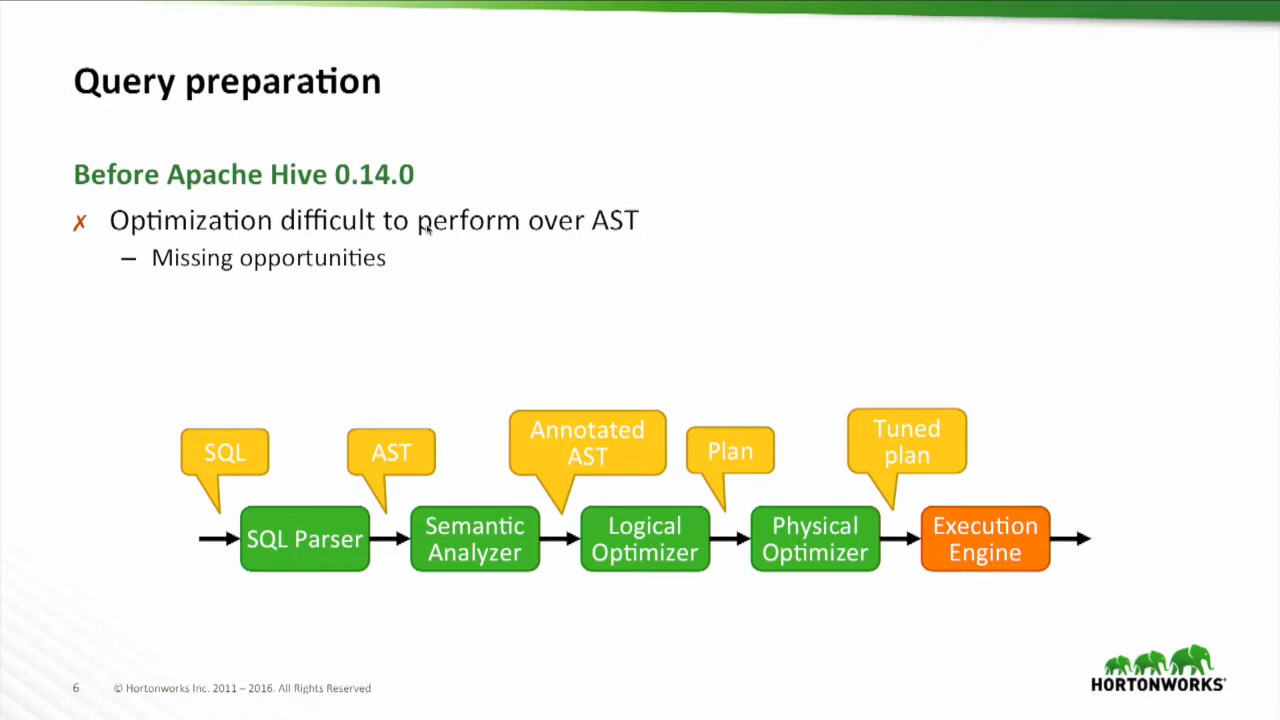 Query preparation
Before Apache Hive 0.14.0
✗ Optimization difficult to perform over AST
– Missing opportunities
SQL
AST
Annotated
AST
Plan
Tuned
plan
SQL Parser
Semantic
Analyzer
Logical
Optimizer
Physical
Optimizer
Execution
Engine
6 © Hortonworks Inc. 2011 – 2016. All Rights Reserved
HORTONWORKS